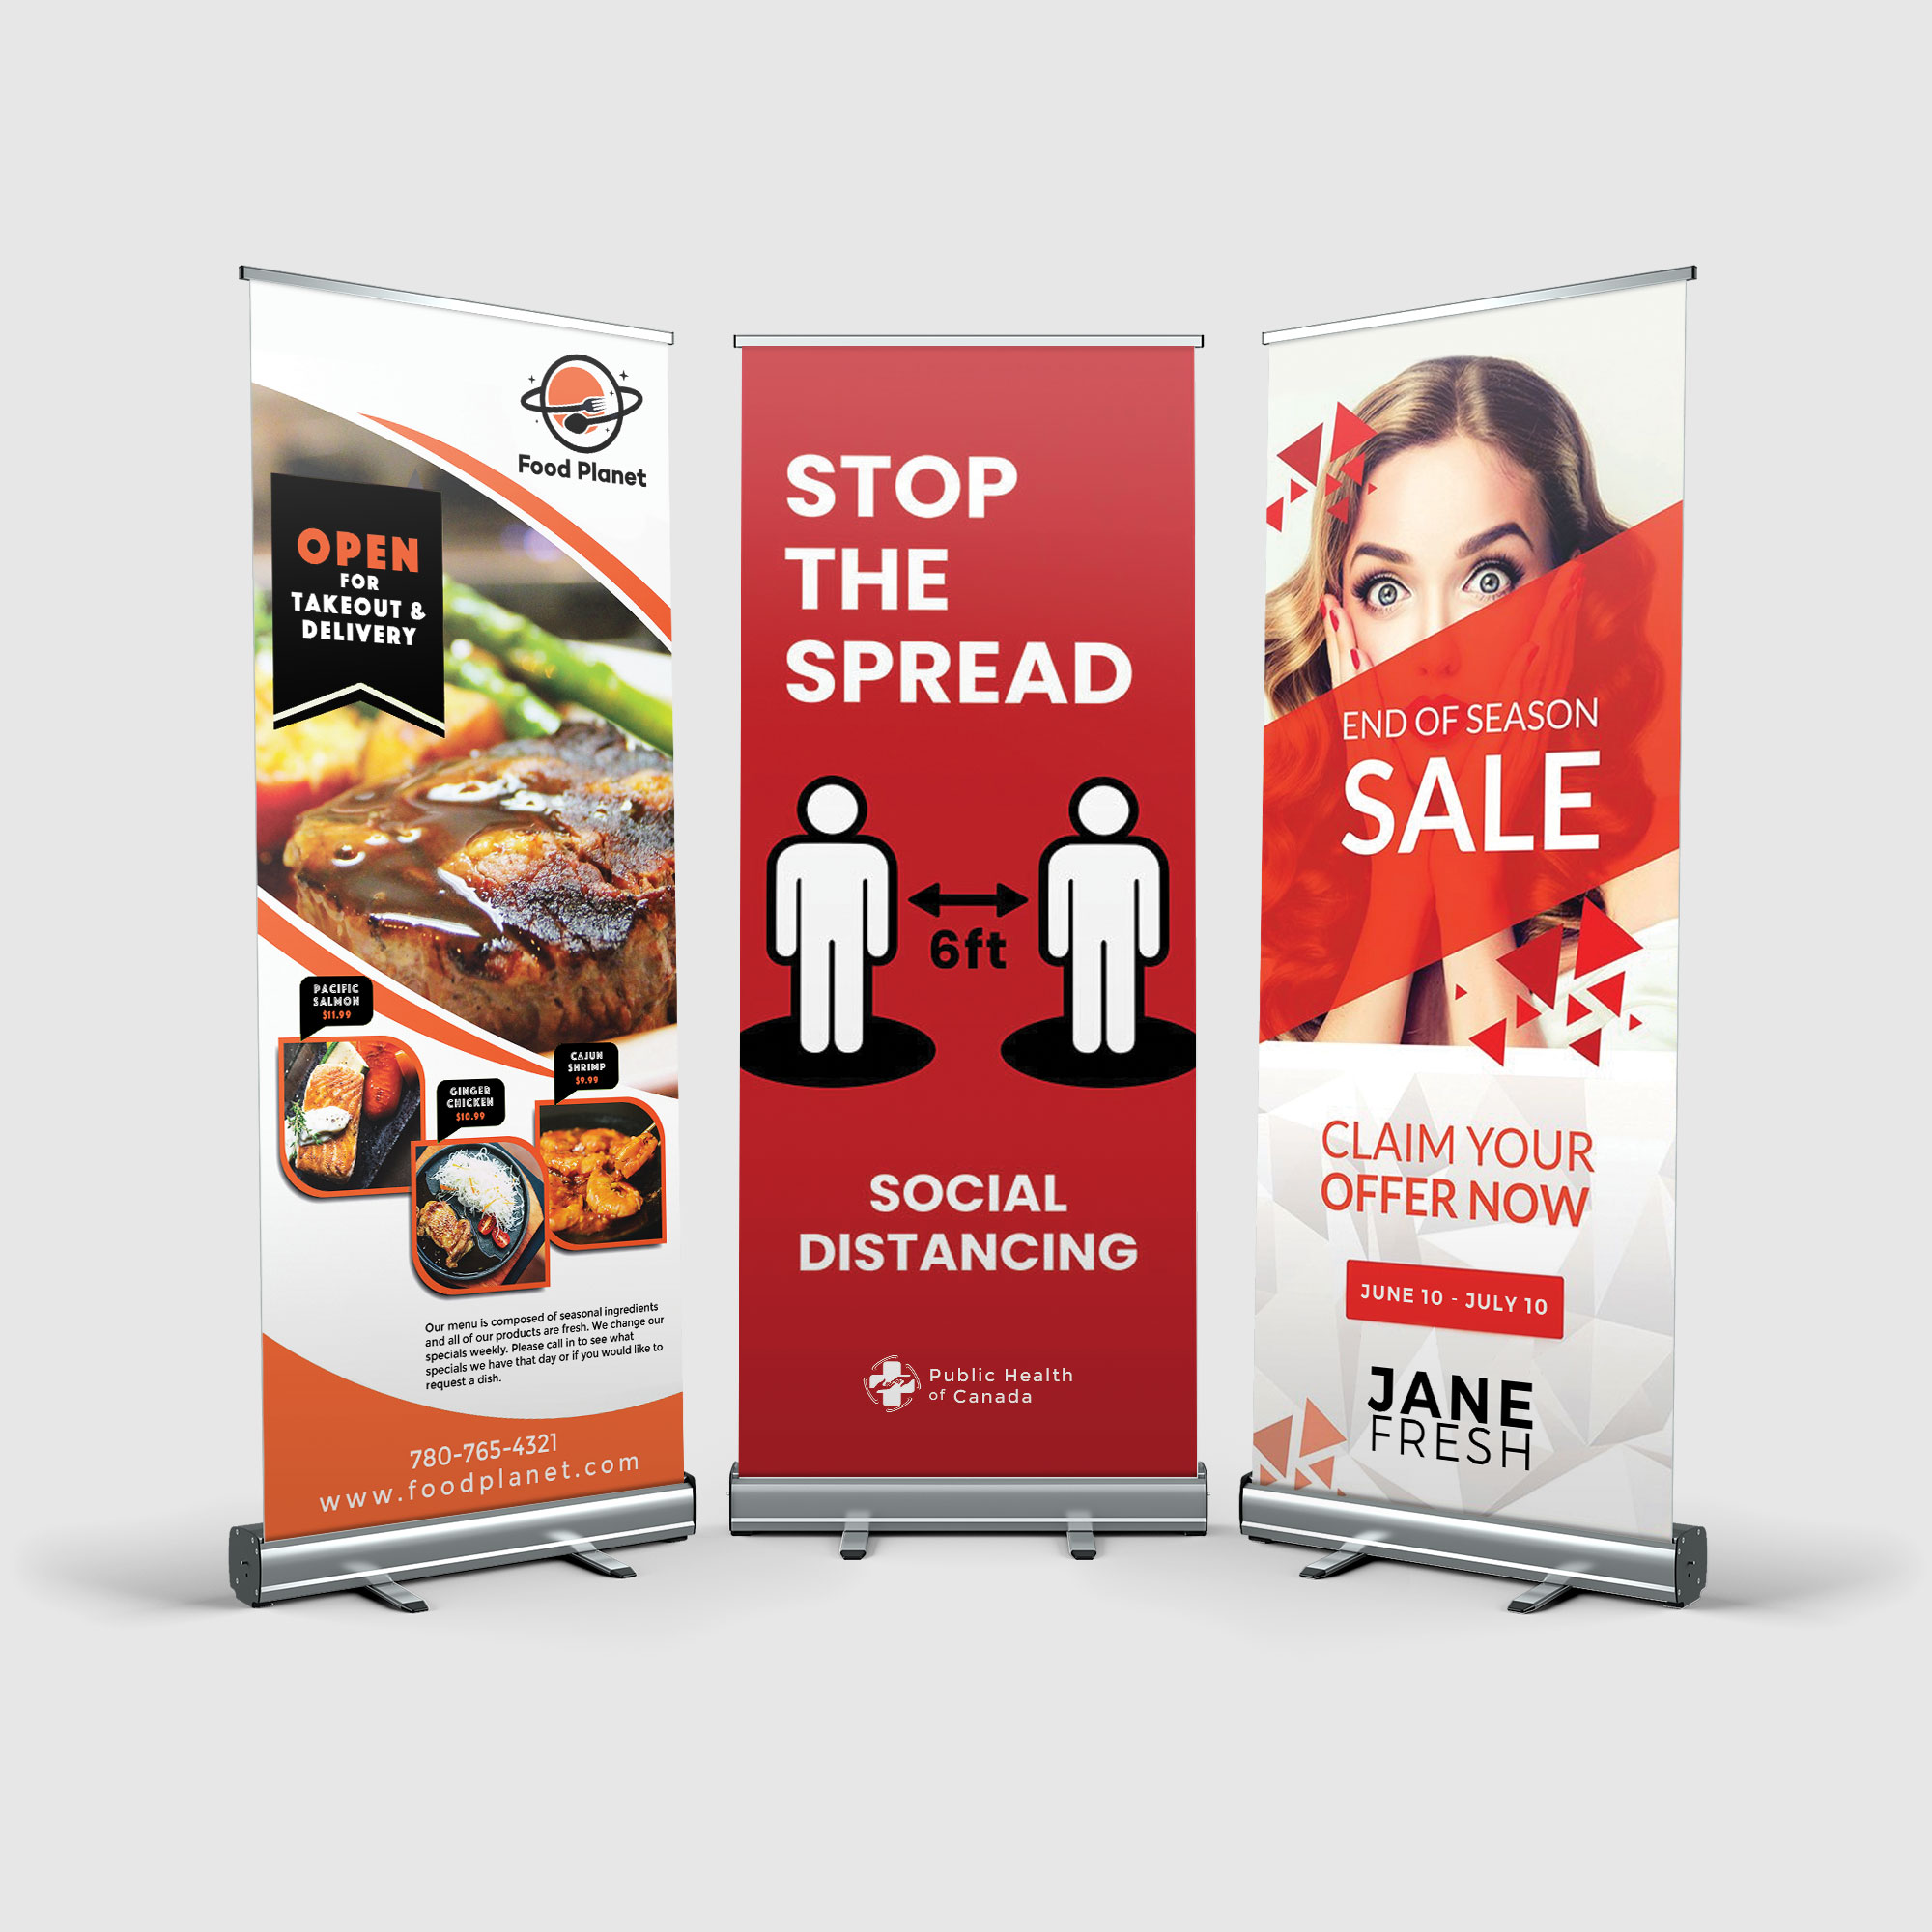 Food Planet
OPEN
FOR
TAKEOUT &
DELIVERY
PACIFIC
SALMON
$11.99
GINGER
CHICKEN
$10.99
CAJUN
SHRIMP
$9.99
Our menu is composed of seasonal ingredients
and all of our products are fresh. We change our
specials weekly. Please call in to see what
specials we have that day or if you would like to
request a dish.
780-765-4321
www.foodplanet.com
STOP
THE
SPREAD
6ft
SOCIAL
DISTANCING
Public Health
of Canada
END OF SEASON
SALE
CLAIM YOUR
OFFER NOW
JUNE 10 - JULY 10
JANE
FRESH